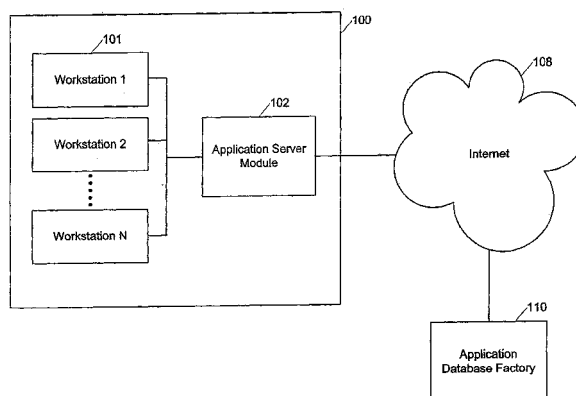 101
100
Workstation 1
108
102
Workstation 2
Application Server
Module
Internet
Workstation N
110
Application
Database Factory